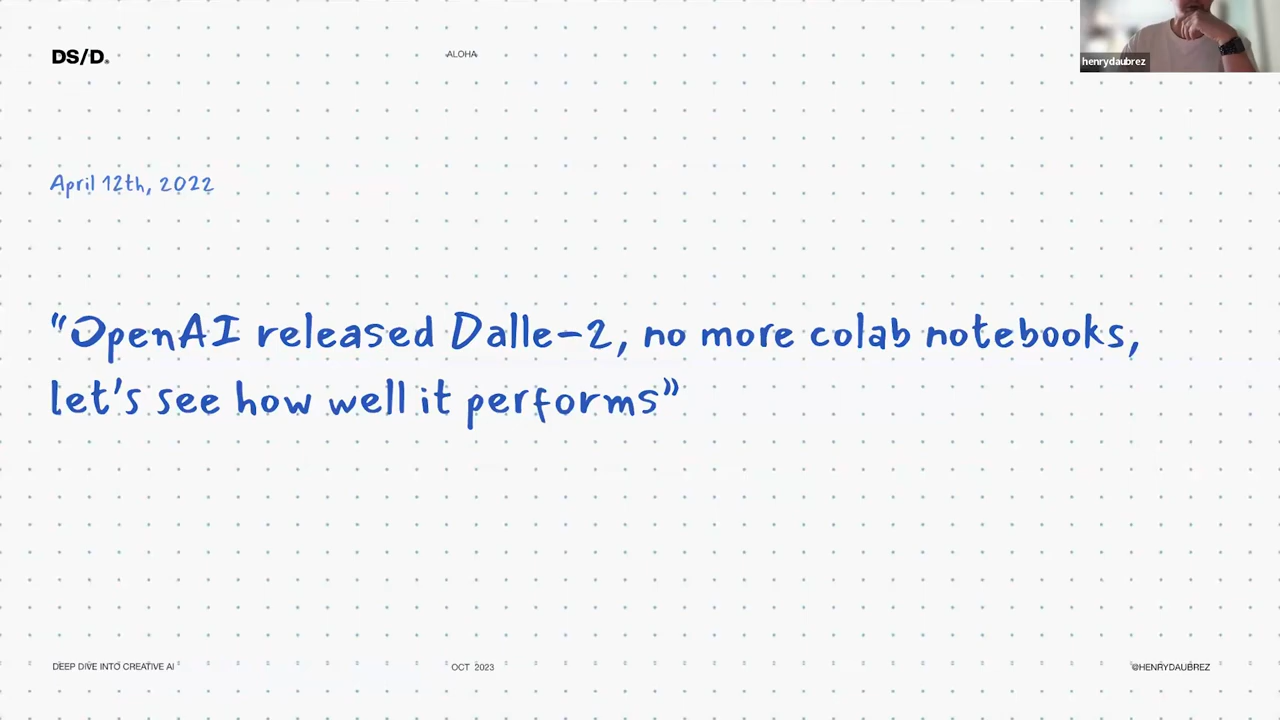 DS/D.
ALOHA
henrydaubrez
April 12th, 2022
“OpenAI released Dalle-2, no more colab notebooks,
let's see how well it performs”
DEEP DIVE INTO CREATIVE AI
OCT 2023
@HENRYDAUBREZ